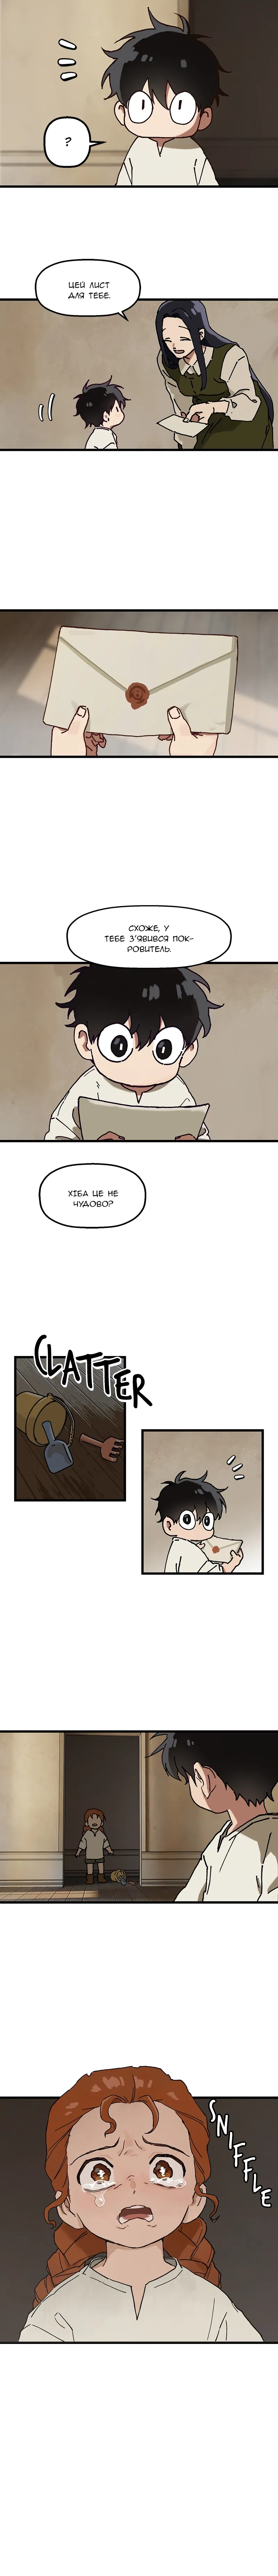 ?
ЦЕЙ ЛИСТ
ДЛЯ ТЕБЕ.
СХОЖЕ, У
ТЕБЕ З'ЯВИВСЯ ПОК-
РОВИТЕЛЬ.
ХІБА ЦЕ НЕ
ЧУДОВО?
CLATTER
SNIFFLE